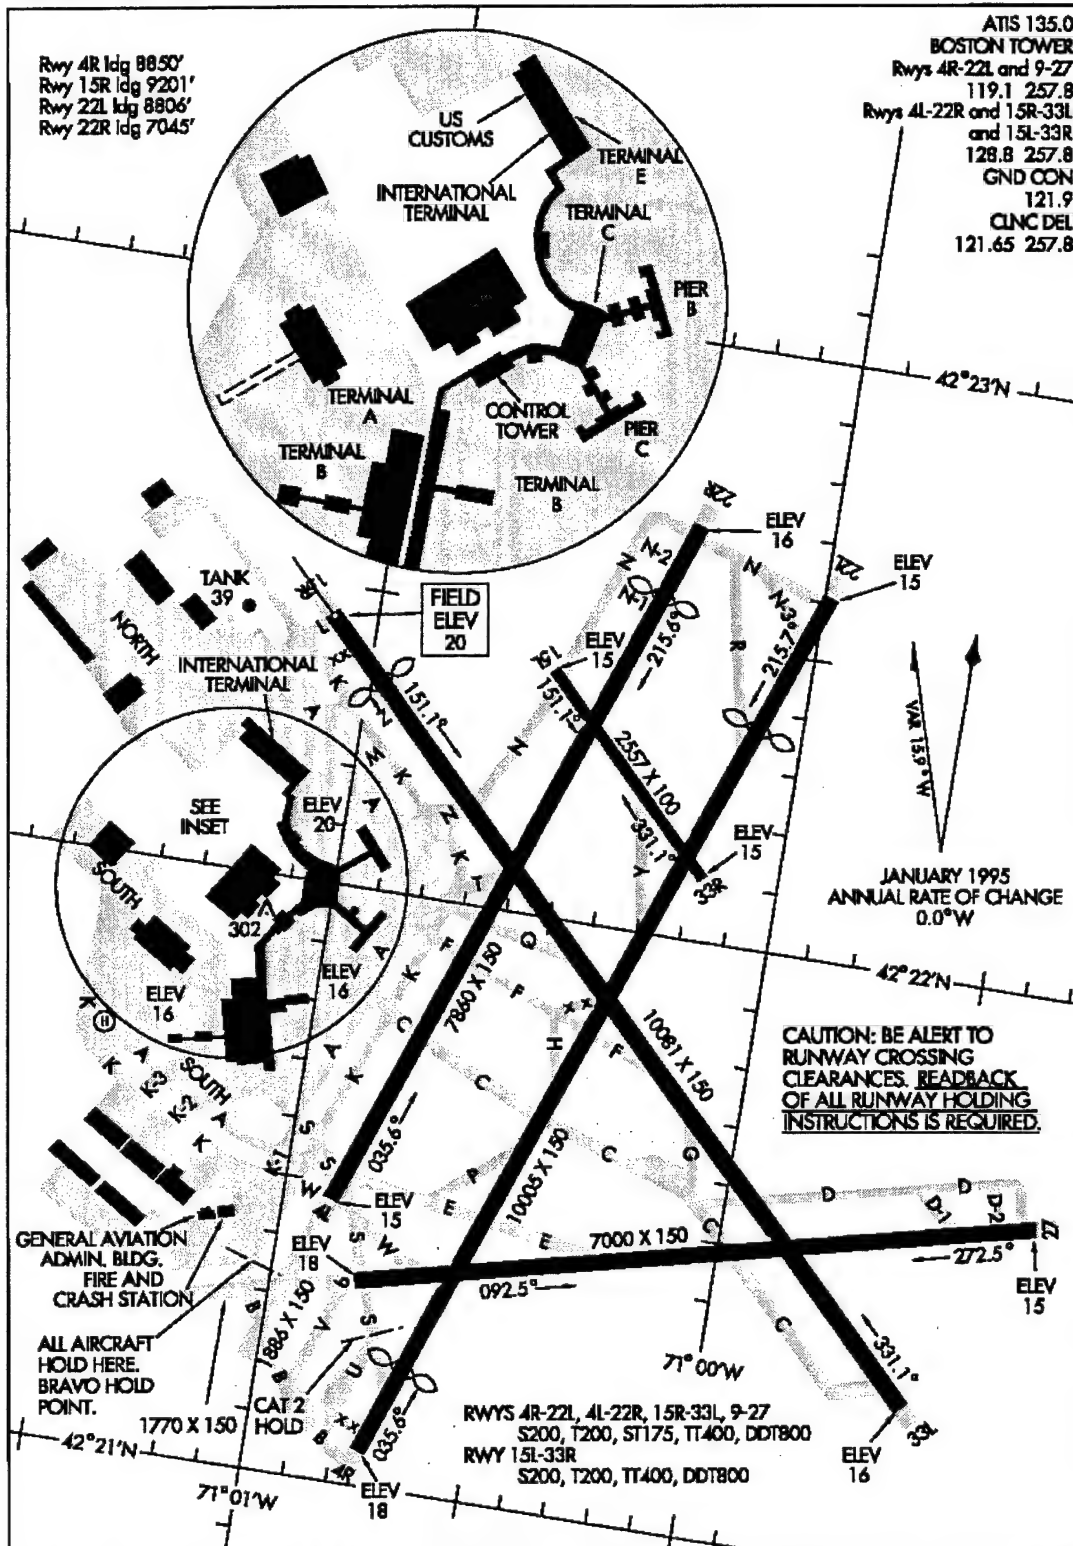 Rwy 4R ldg 8850'
Rwy 15R ldg 9201'
Rwy 22L ldg 8806'
Rwy 22R ldg 7045'
ATIS 135.0
BOSTON TOWER
Rwys 4R-22L and 9-27
119.1 257.8
Rwys 4L-22R and 15R-33L
and 15L-33R
128.8 257.8
GND CON
121.9
CLNC DEL
121.65 257.8
US
CUSTOMS
TERMINAL
E
INTERNATIONAL
TERMINAL
TERMINAL
C
PIER
B
TERMINAL
A
CONTROL
TOWER
PIER
C
TERMINAL
B
TERMINAL
B
42°23'N
22R
ELEV
16
N-2
N
N-1
N
N
N-3
22L
ELEV
15
TANK
39
15R
FIELD
ELEV
20
NORTH
INTERNATIONAL
TERMINAL
ELEV
15
15L
215.6°
215.7°
R
151.1°
151.1°
L
K
N
A
M
K
A
Z
K
T
N
2557 X 100
331.1°
VAR 15.9° W
SEE
INSET
ELEV
20
SOUTH
302
ELEV
15
33R
Y
JANUARY 1995
ANNUAL RATE OF CHANGE
0.0°W
A
ELEV
16
ELEV
16
F
K
C
Q
F
F
H
7860 X 150
42°22'N
10081 X 150
K
H
A
K
K-3
K-2
A
K
SOUTH
K
A
C
C
G
CAUTION: BE ALERT TO
RUNWAY CROSSING
CLEARANCES. READBACK
OF ALL RUNWAY HOLDING
INSTRUCTIONS IS REQUIRED.
K-1
S
S
W
4L
035.6°
P
E
E
E
10005 X 150
C
D
D
D-1
D-2
ELEV
15
S
W
GENERAL AVIATION
ADMIN. BLDG.
FIRE AND
CRASH STATION
ELEV
18
9
7000 X 150
092.5°
272.5°
27
ELEV
15
B
1886 X 150
V
S
U
B
B
ALL AIRCRAFT
HOLD HERE.
BRAVO HOLD
POINT.
1770 X 150
CAT 2
HOLD
035.6°
4R
ELEV
18
71°00'W
C
331.1°
33L
ELEV
16
RWYS 4R-22L, 4L-22R, 15R-33L, 9-27
S200, T200, ST175, TT400, DDT800
RWY 15L-33R
S200, T200, TT400, DDT800
42°21'N
71°01'W